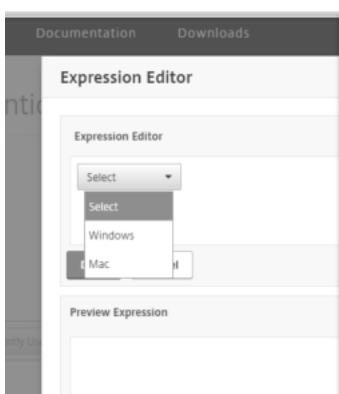 Documentation Downloads
Expression Editor
Expression Editor
Select
Select
Windows
Mac
Preview Expression